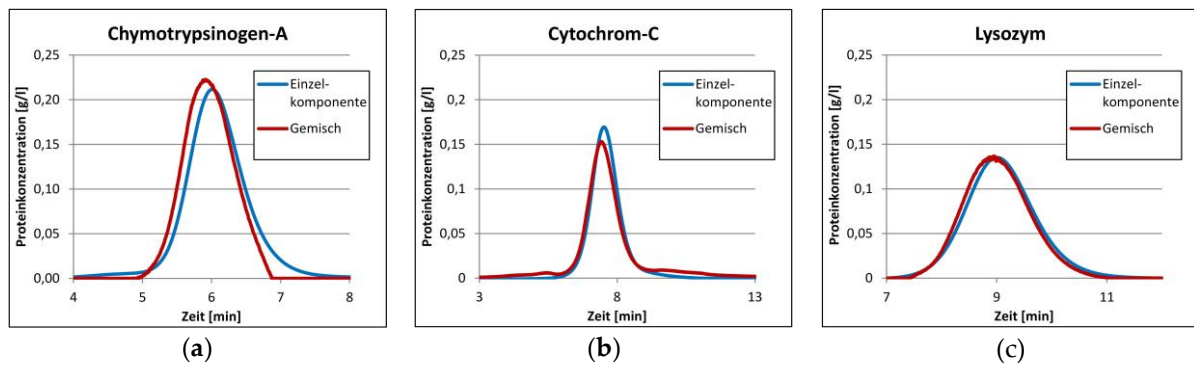 Chymotrypsinogen-A
Proteinkonzentration [g/l]
0,25
0,20
0,15
0,10
0,05
0,00
4
5
6
7
8
Zeit [min]
Einzel-
komponente
Gemisch
(a)
Cytochrom-C
Proteinkonzentration [g/l]
0,25
0,2
0,15
0,1
0,05
0
3
8
13
Zeit [min]
Einzel-
komponente
Gemisch
(b)
Lysozym
Proteinkonzentration [g/l]
0,25
0,2
0,15
0,1
0,05
0
7
9
11
Zeit [min]
Einzel-
komponente
Gemisch
(c)